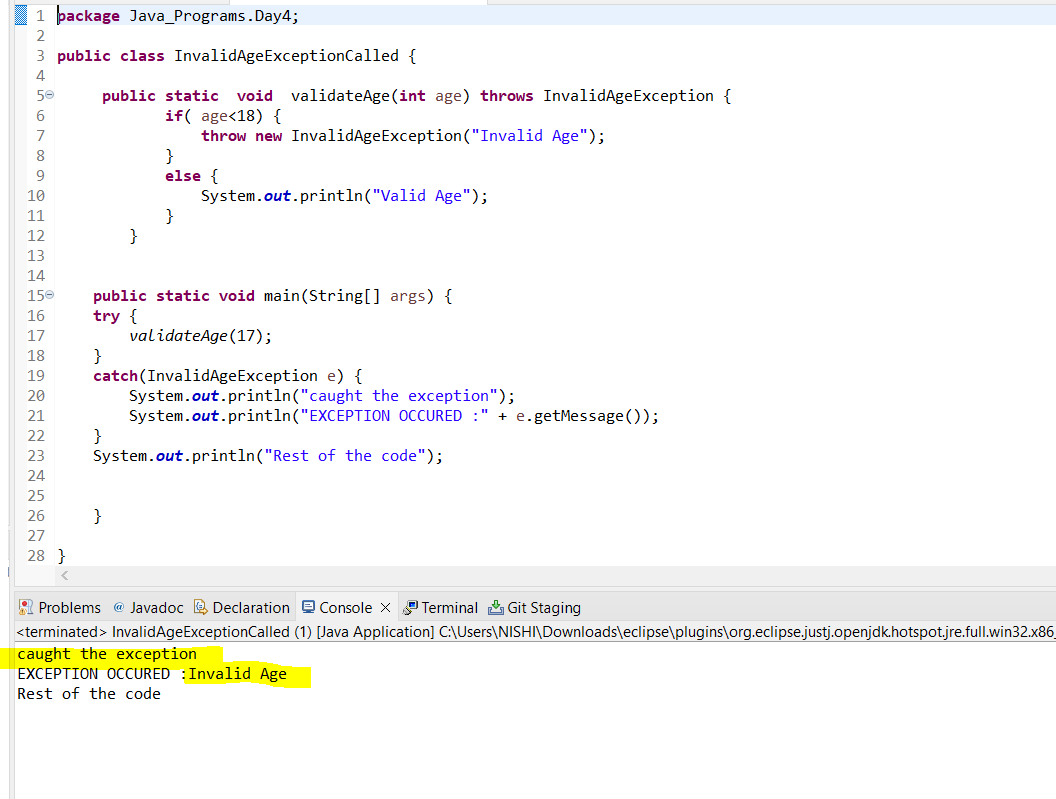 1 package Java_Programs.Day4;
2
3 public class InvalidAgeExceptionCalled {
4
5 public static void validateAge(int age) throws InvalidAgeException {
6 if( age<18) {
7 throw new InvalidAgeException("Invalid Age");
8 }
9 else {
10 System.out.println("Valid Age");
11 }
12 }
13
14
15 public static void main(String[] args) {
16 try {
17 validateAge(17);
18 }
19 catch(InvalidAgeException e) {
20 System.out.println("caught the exception");
21 System.out.println("EXCEPTION OCCURED :" + e.getMessage());
22 }
23 System.out.println("Rest of the code");
24
25
26 }
27
28 }
Problems @ Javadoc Declaration Console Terminal Git Staging
<terminated> InvalidAgeExceptionCalled (1) [Java Application] C:\Users\NISHI\Downloads\eclipse\plugins\org.eclipse.justj.openjdk.hotspot.jre.full.win32.x86_
caught the exception
EXCEPTION OCCURED :Invalid Age
Rest of the code